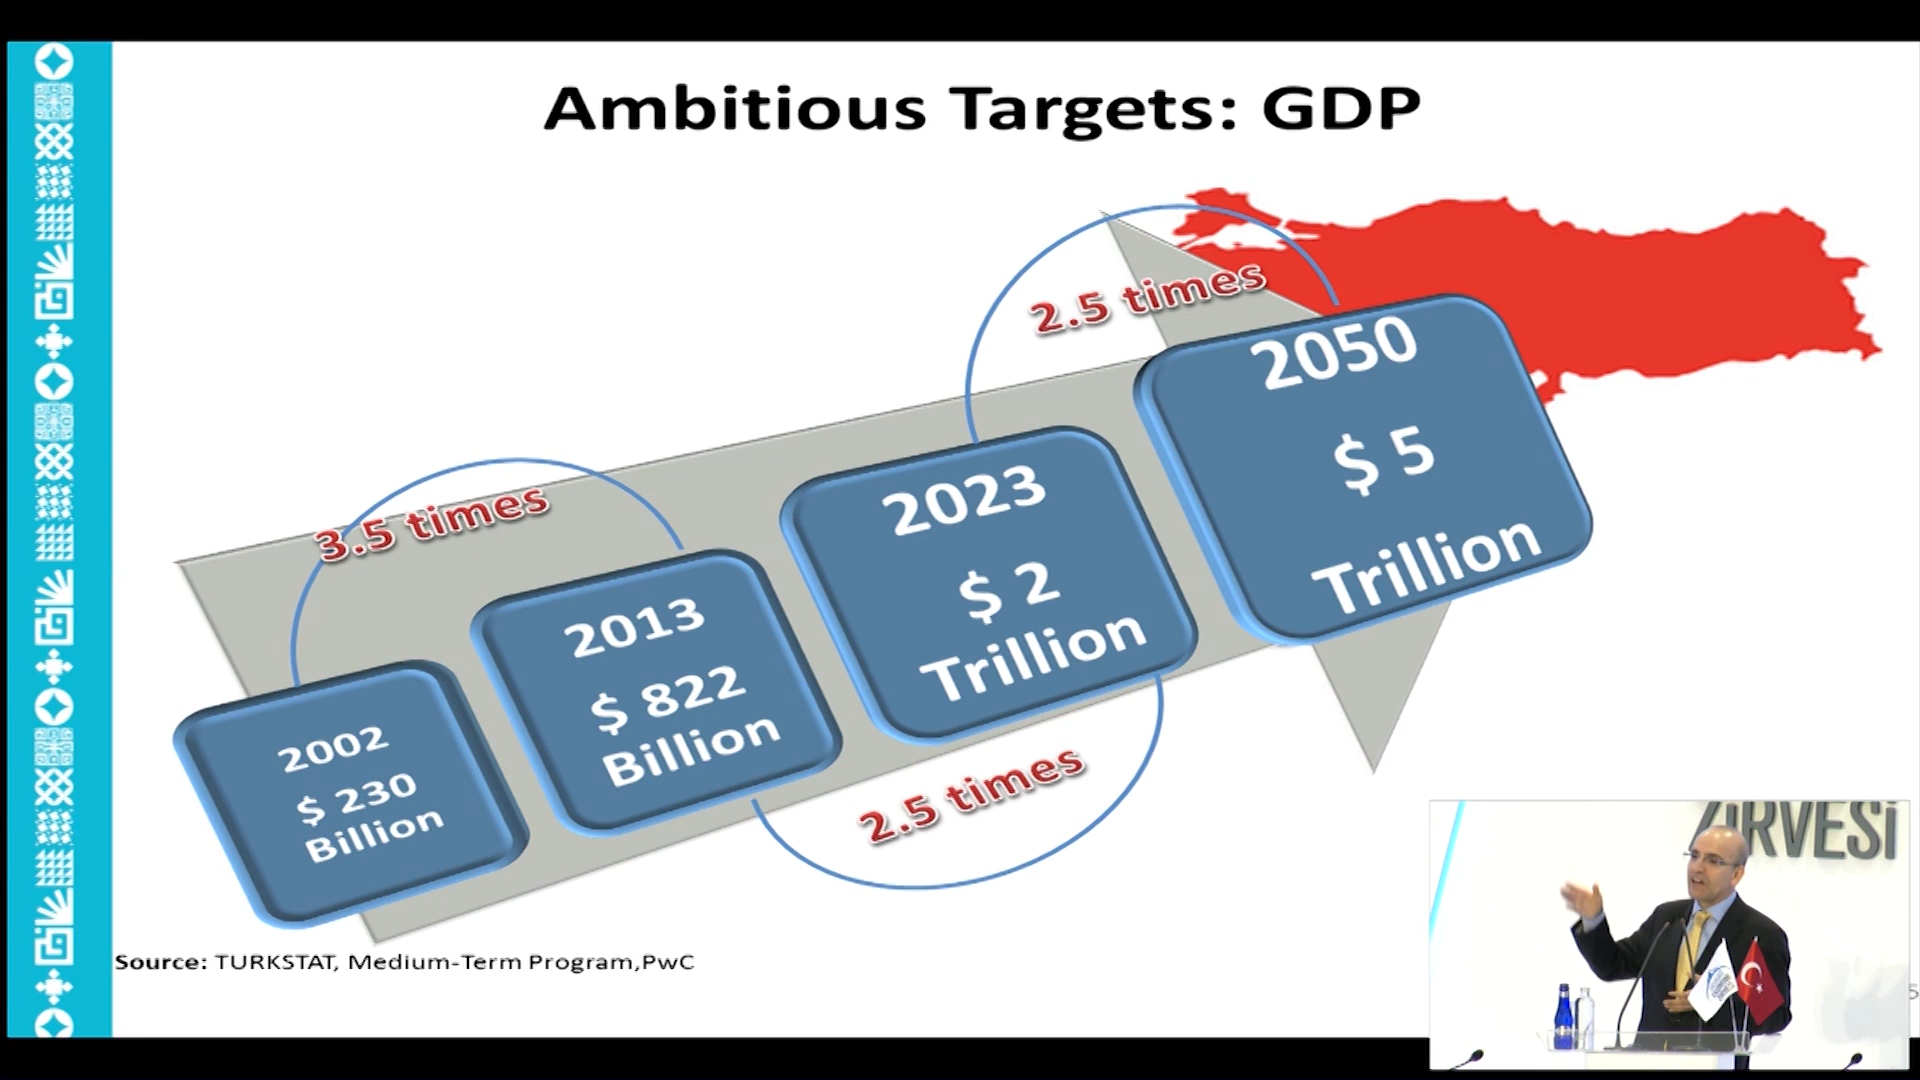 Ambitious Targets: GDP
2.5 times
3.5 times
2002
$ 230
Billion
2013
$ 822
Billion
2023
$ 2
Trillion
2050
$ 5
Trillion
2.5 times
Source: TURKSTAT, Medium-Term Program,PwC
ZİRVESİ
5